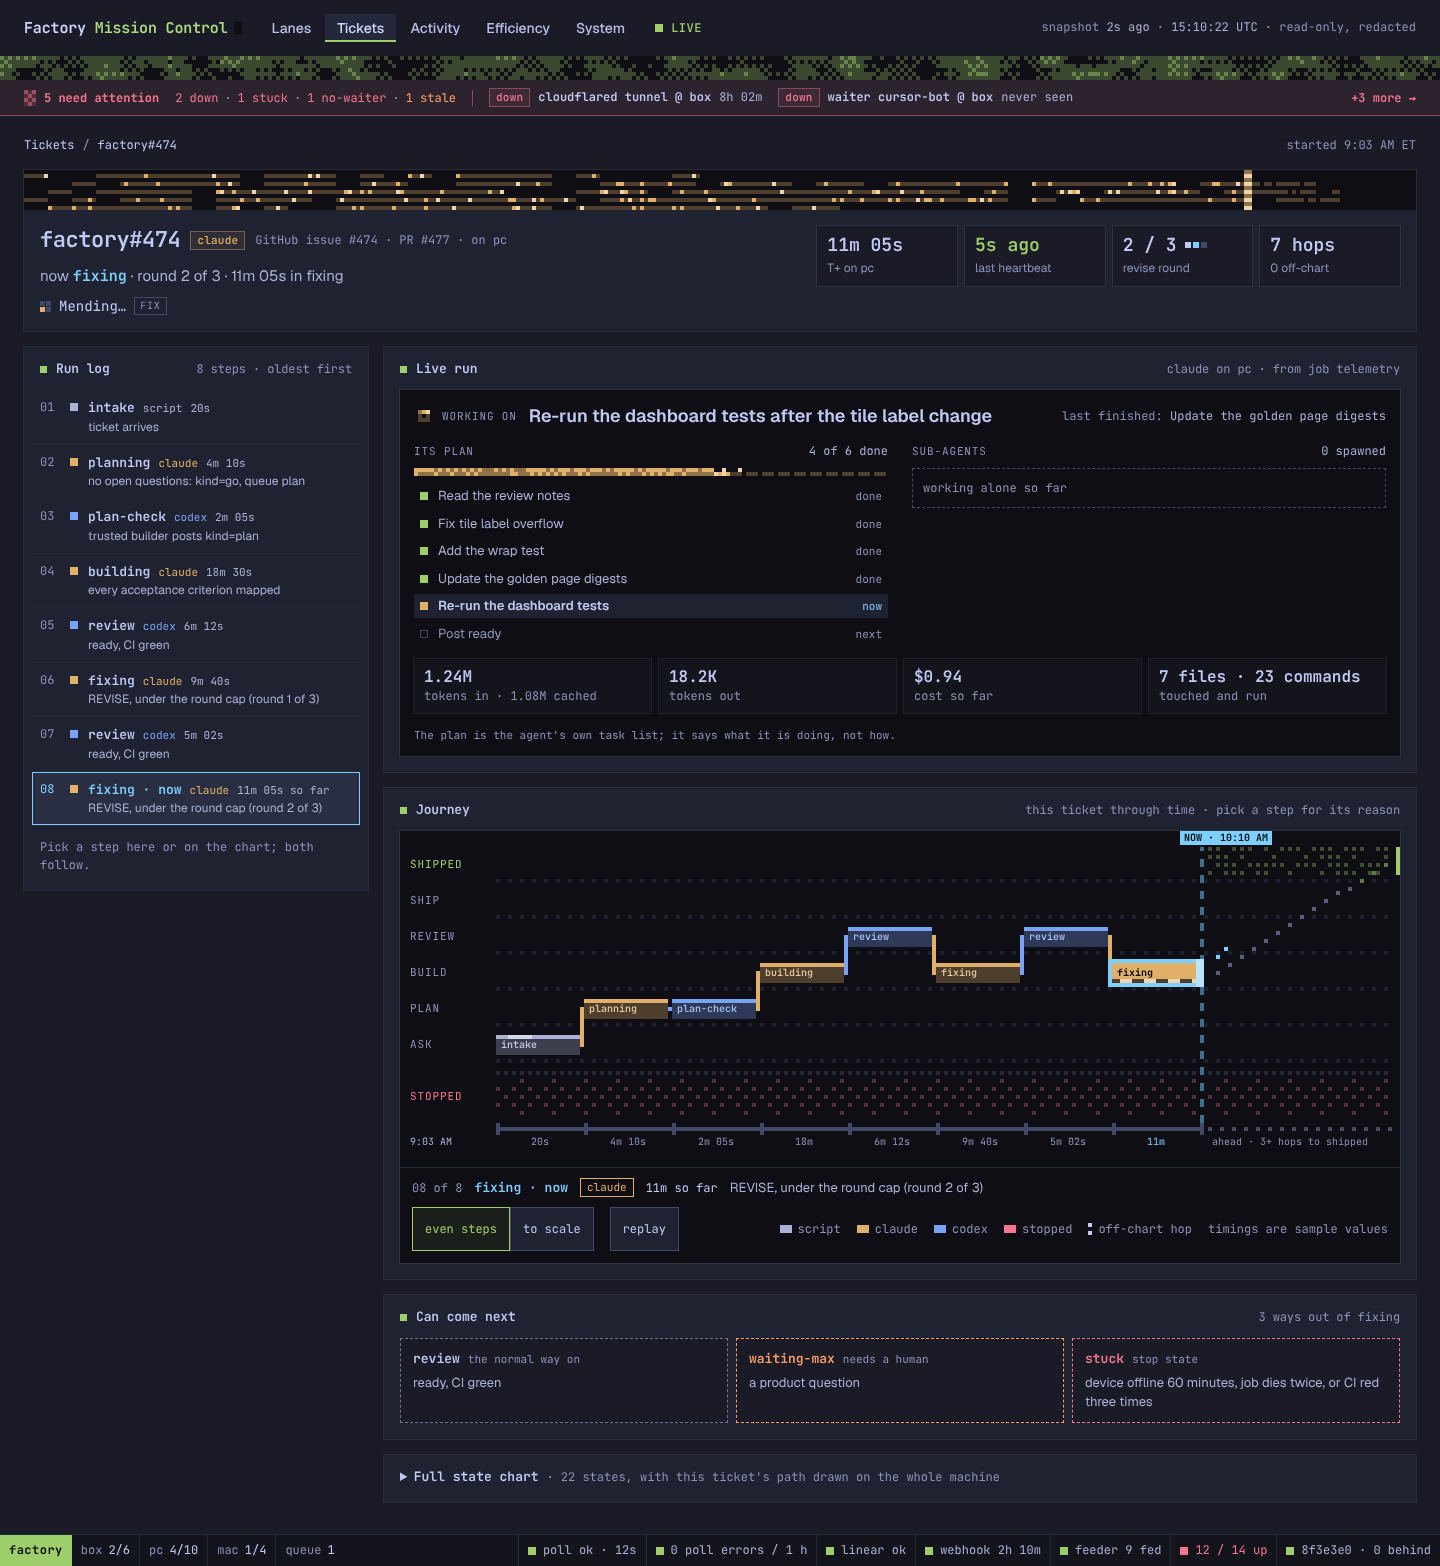 Factory Mission Control Lanes Tickets Activity Efficiency System LIVE snapshot 2s ago · 15:10:22 UTC · read-only, redacted
5 need attention 2 down · 1 stuck · 1 no-waiter · 1 stale down cloudflared tunnel @ box 8h 02m down waiter cursor-bot @ box never seen +3 more →
Tickets / factory#474 started 9:03 AM ET
factory#474 claude GitHub issue #474 · PR #477 · on pc
now fixing · round 2 of 3 · 11m 05s in fixing
Mending… FIX
11m 05s
T+ on pc
5s ago
last heartbeat
2 / 3
revise round
7 hops
0 off-chart
Run log 8 steps · oldest first
01 intake script 20s
ticket arrives
02 planning claude 4m 10s
no open questions: kind=go, queue plan
03 plan-check codex 2m 05s
trusted builder posts kind=plan
04 building claude 18m 30s
every acceptance criterion mapped
05 review codex 6m 12s
ready, CI green
06 fixing claude 9m 40s
REVISE, under the round cap (round 1 of 3)
07 review codex 5m 02s
ready, CI green
08 fixing · now claude 11m 05s so far
REVISE, under the round cap (round 2 of 3)
Pick a step here or on the chart; both
follow.
Live run claude on pc · from job telemetry
WORKING ON Re-run the dashboard tests after the tile label change last finished: Update the golden page digests
ITS PLAN 4 of 6 done
Read the review notes done
Fix tile label overflow done
Add the wrap test done
Update the golden page digests done
Re-run the dashboard tests now
Post ready next
SUB-AGENTS 0 spawned
working alone so far
1.24M
tokens in · 1.08M cached
18.2K
tokens out
$0.94
cost so far
7 files · 23 commands
touched and run
The plan is the agent's own task list; it says what it is doing, not how.
Journey this ticket through time · pick a step for its reason
NOW · 10:10 AM
SHIPPED
SHIP
REVIEW review review
BUILD building fixing fixing
PLAN planning plan-check
ASK intake
STOPPED
9:03 AM 20s 4m 10s 2m 05s 18m 6m 12s 9m 40s 5m 02s 11m ahead · 3+ hops to shipped
08 of 8 fixing · now claude 11m so far REVISE, under the round cap (round 2 of 3)
even steps to scale replay script claude codex stopped off-chart hop timings are sample values
Can come next 3 ways out of fixing
review the normal way on
ready, CI green
waiting-max needs a human
a product question
stuck stop state
device offline 60 minutes, job dies twice, or CI red
three times
Full state chart · 22 states, with this ticket's path drawn on the whole machine
factory box 2/6 pc 4/10 mac 1/4 queue 1 poll ok · 12s 0 poll errors / 1 h linear ok webhook 2h 10m feeder 9 fed 12 / 14 up 8f3e3e0 · 0 behind